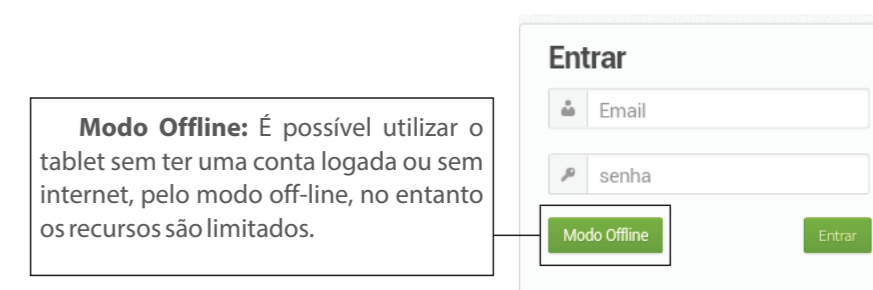 Entrar
Email
senha
Modo Offline: É possível utilizar o
tablet sem ter uma conta logada ou sem
internet, pelo modo off-line, no entanto
os recursos são limitados.
Modo Offline
Entrar